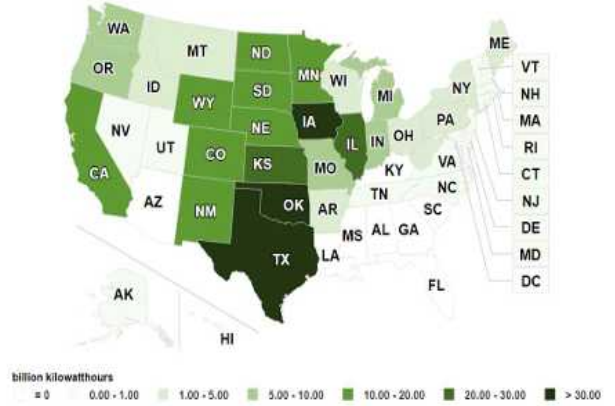 WA
MT
ND
MN
ME
VT
OR
ID
SD
WI
MI
NY
NH
WY
MA
NE
IA
PA
RI
NV
UT
CO
IL
IN
OH
CT
CA
KS
MO
KY
VA
NJ
AZ
NM
OK
AR
TN
NC
DE
SC
MD
TX
LA
MS
AL
GA
DC
AK
FL
HI
billion kilowatthours
= 0 0.00 - 1.00 1.00 - 5.00 5.00 - 10.00 10.00 - 20.00 20.00 - 30.00 > 30.00